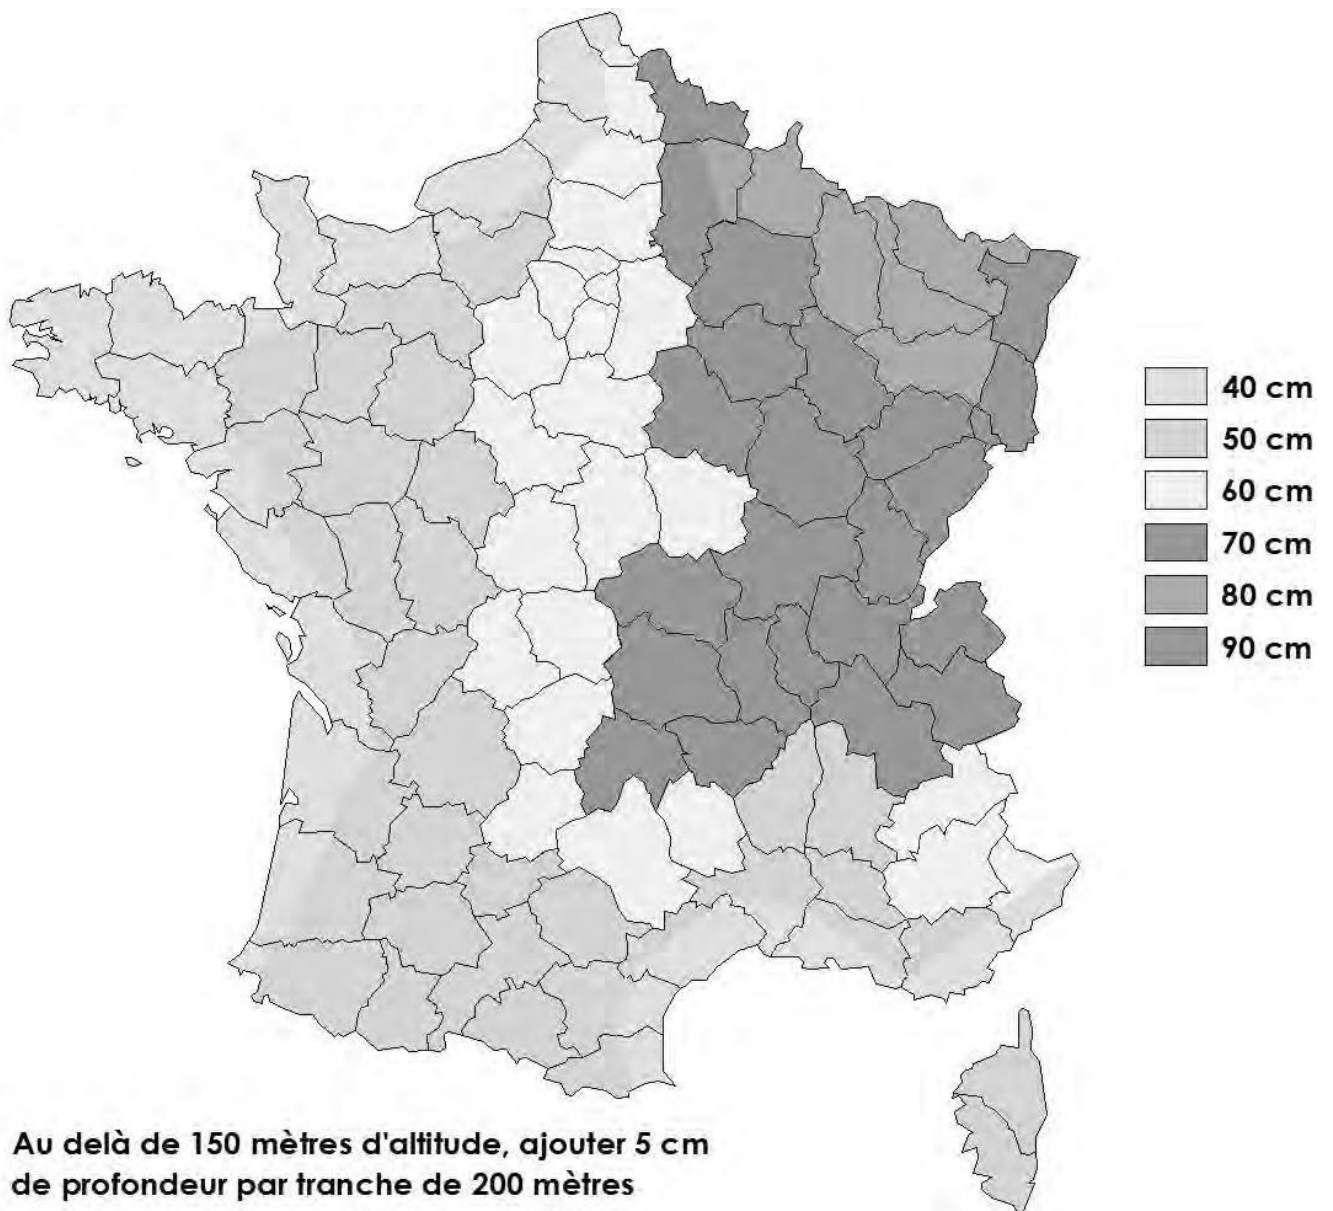 40 cm
50 cm
60 cm
70 cm
80 cm
90 cm
Au delà de 150 mètres d'altitude, ajouter 5 cm
de profondeur par tranche de 200 mètres